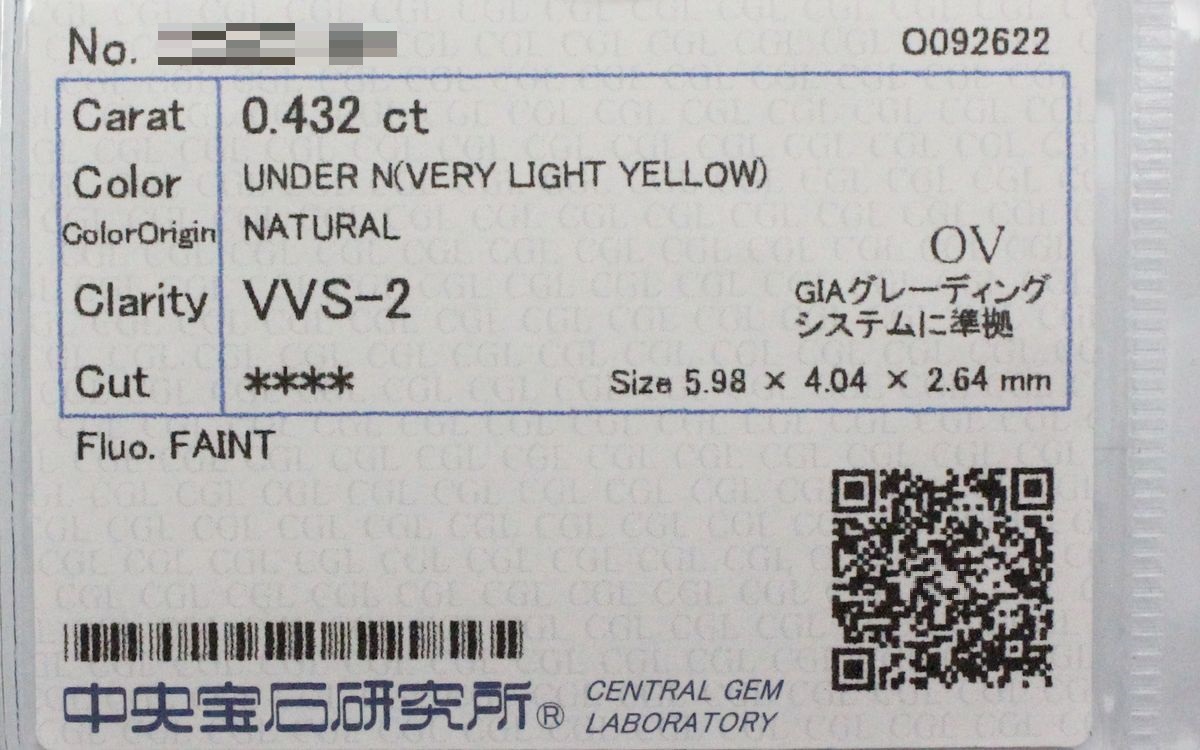 No. O092622
Carat 0.432 ct
Color UNDER N(VERY LIGHT YELLOW)
ColorOrigin NATURAL
OV
Clarity VVS-2
GIAグレーディング
システムに準拠
Cut **** Size 5.98 × 4.04 × 2.64 mm
Fluo. FAINT
中央宝石研究所® CENTRAL GEM
LABORATORY